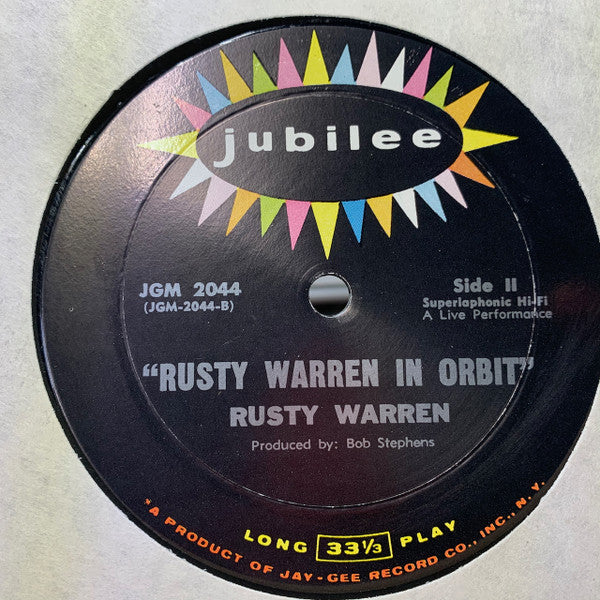 jubilee
JGM 2044
(JGM-2044-B)
Side II
Superlaphonic Hi-Fi
A Live Performance
"RUSTY WARREN IN ORBIT"
RUSTY WARREN
Produced by: Bob Stephens
LONG 33⅓ PLAY
*A PRODUCT OF JAY-GEE RECORD CO., INC., N. Y.